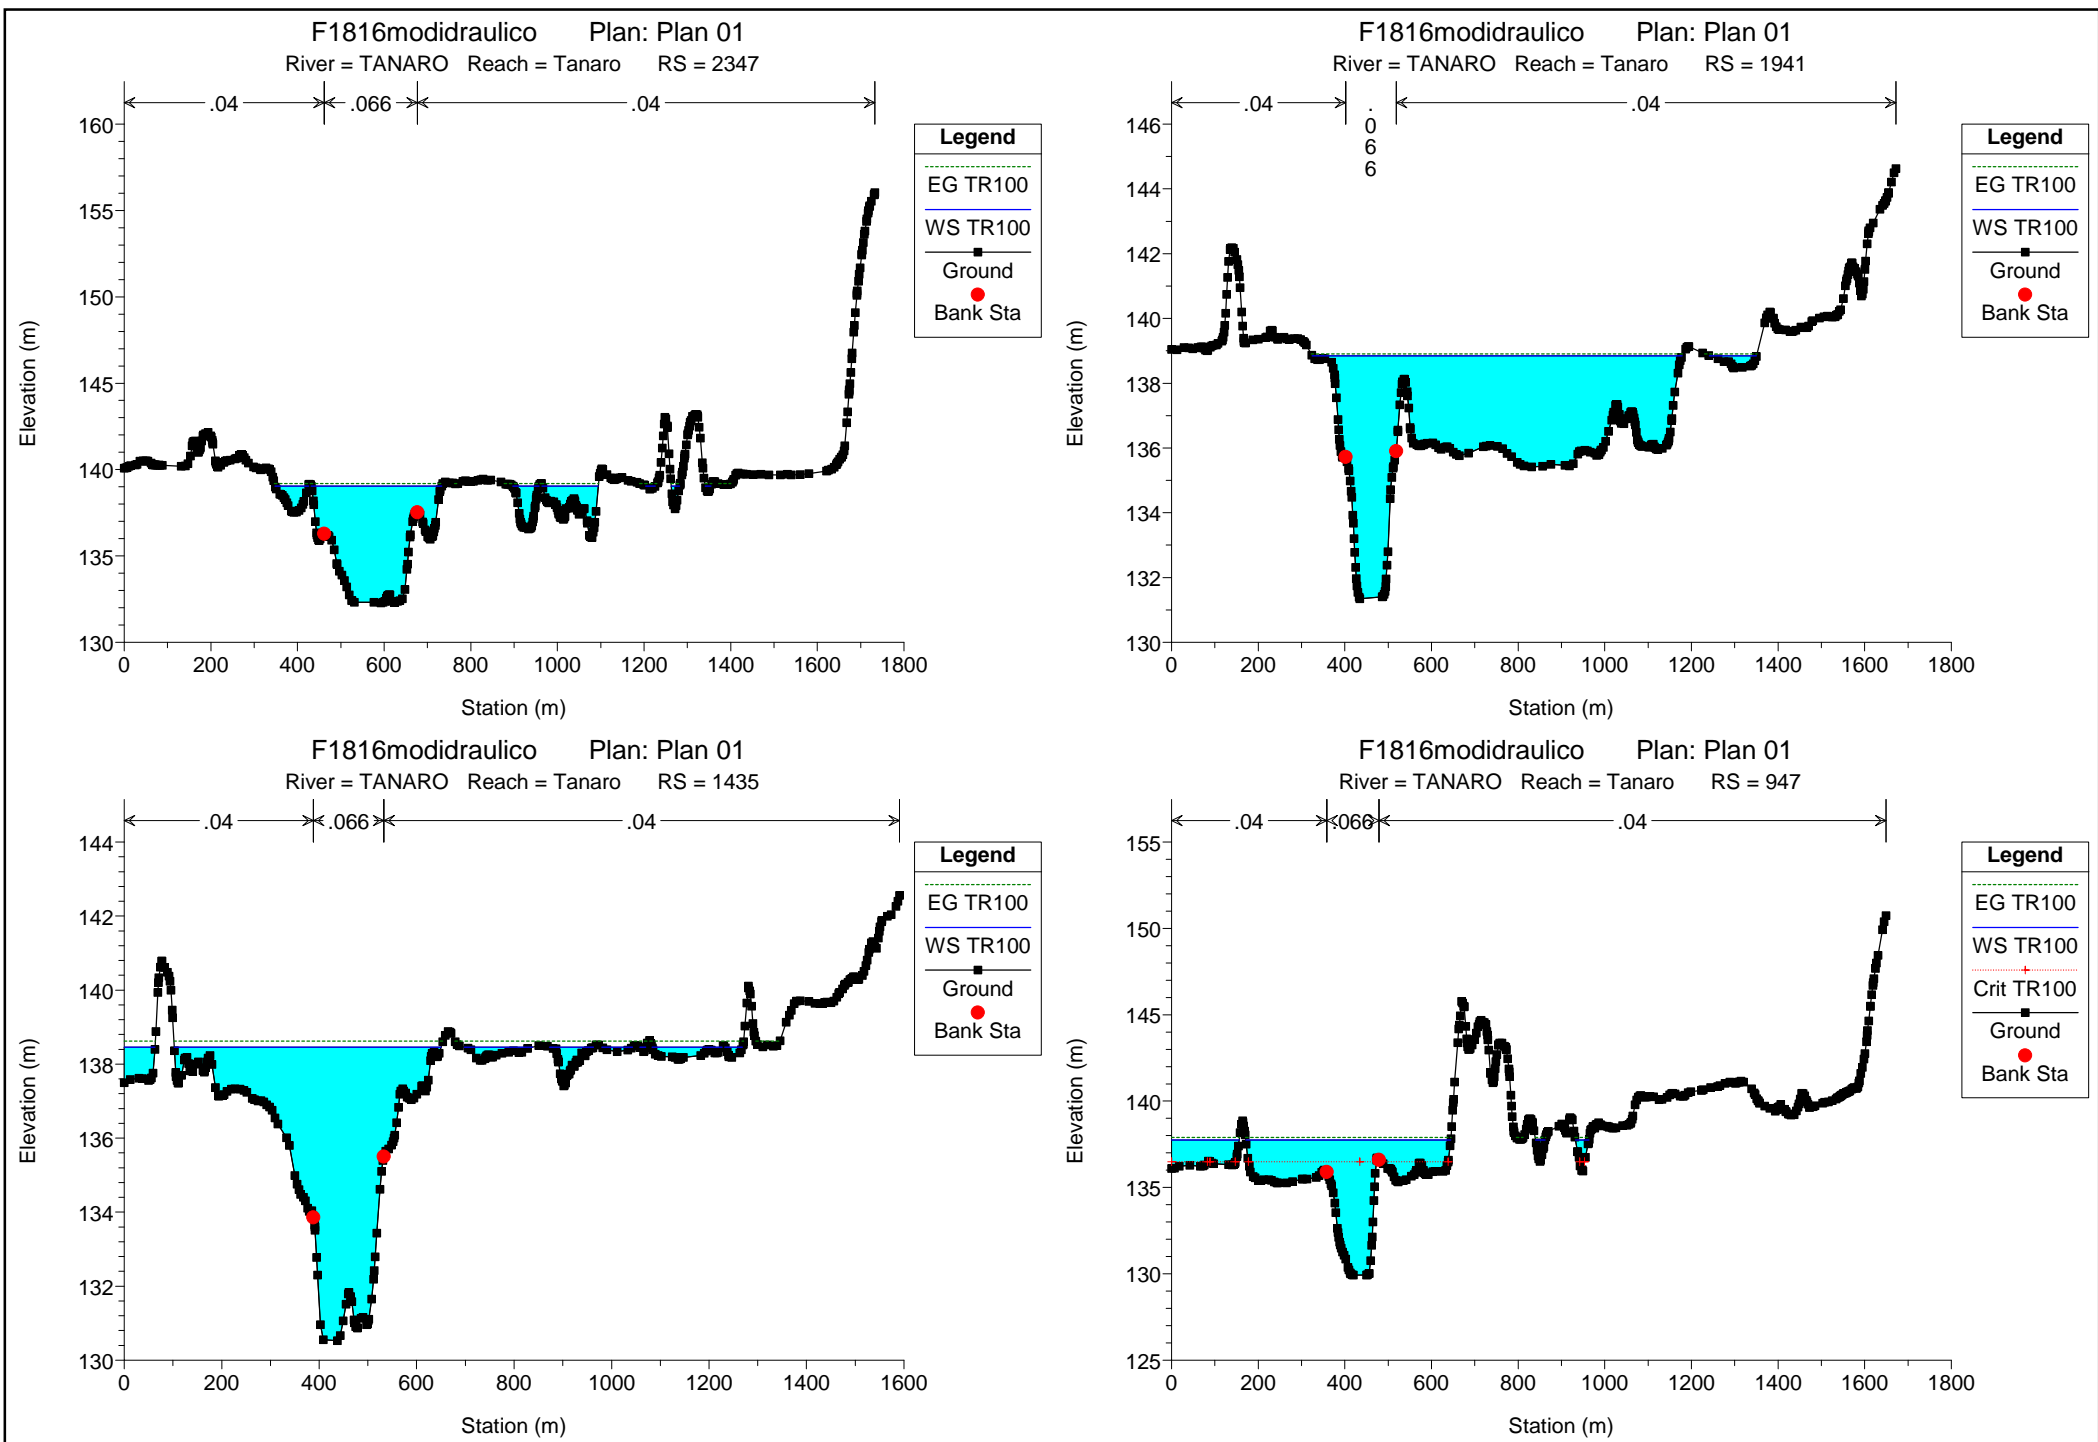 F1816modidraulico Plan: Plan 01
River = TANARO Reach = Tanaro RS = 2347
.04 .066 .04
160
155
150
145
140
135
130
Elevation (m)
0 200 400 600 800 1000 1200 1400 1600 1800
Station (m)
Legend
EG TR100
WS TR100
Ground
Bank Sta
F1816modidraulico Plan: Plan 01
River = TANARO Reach = Tanaro RS = 1941
.04 .066 .04
146
144
142
140
138
136
134
132
130
Elevation (m)
0 200 400 600 800 1000 1200 1400 1600 1800
Station (m)
Legend
EG TR100
WS TR100
Ground
Bank Sta
F1816modidraulico Plan: Plan 01
River = TANARO Reach = Tanaro RS = 1435
.04 .066 .04
144
142
140
138
136
134
132
130
Elevation (m)
0 200 400 600 800 1000 1200 1400 1600
Station (m)
Legend
EG TR100
WS TR100
Ground
Bank Sta
F1816modidraulico Plan: Plan 01
River = TANARO Reach = Tanaro RS = 947
.04 .066 .04
155
150
145
140
135
130
125
Elevation (m)
0 200 400 600 800 1000 1200 1400 1600 1800
Station (m)
Legend
EG TR100
WS TR100
Crit TR100
Ground
Bank Sta